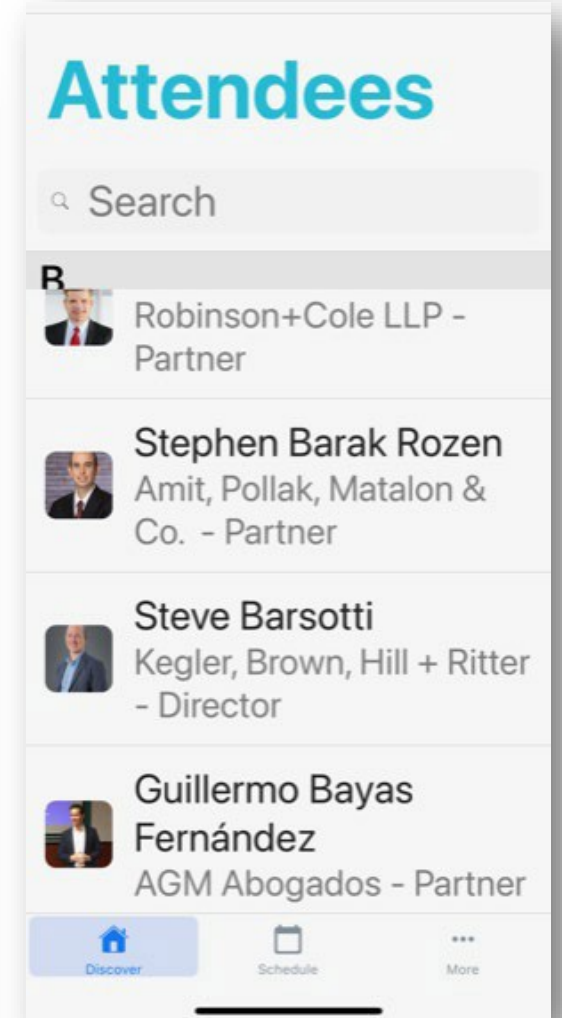 Attendees
Search
B
Robinson+Cole LLP -
Partner
Stephen Barak Rozen
Amit, Pollak, Matalon &
Co.  - Partner
Steve Barsotti
Kegler, Brown, Hill + Ritter
- Director
Guillermo Bayas
Fernández
AGM Abogados - Partner
Discover
Schedule
More